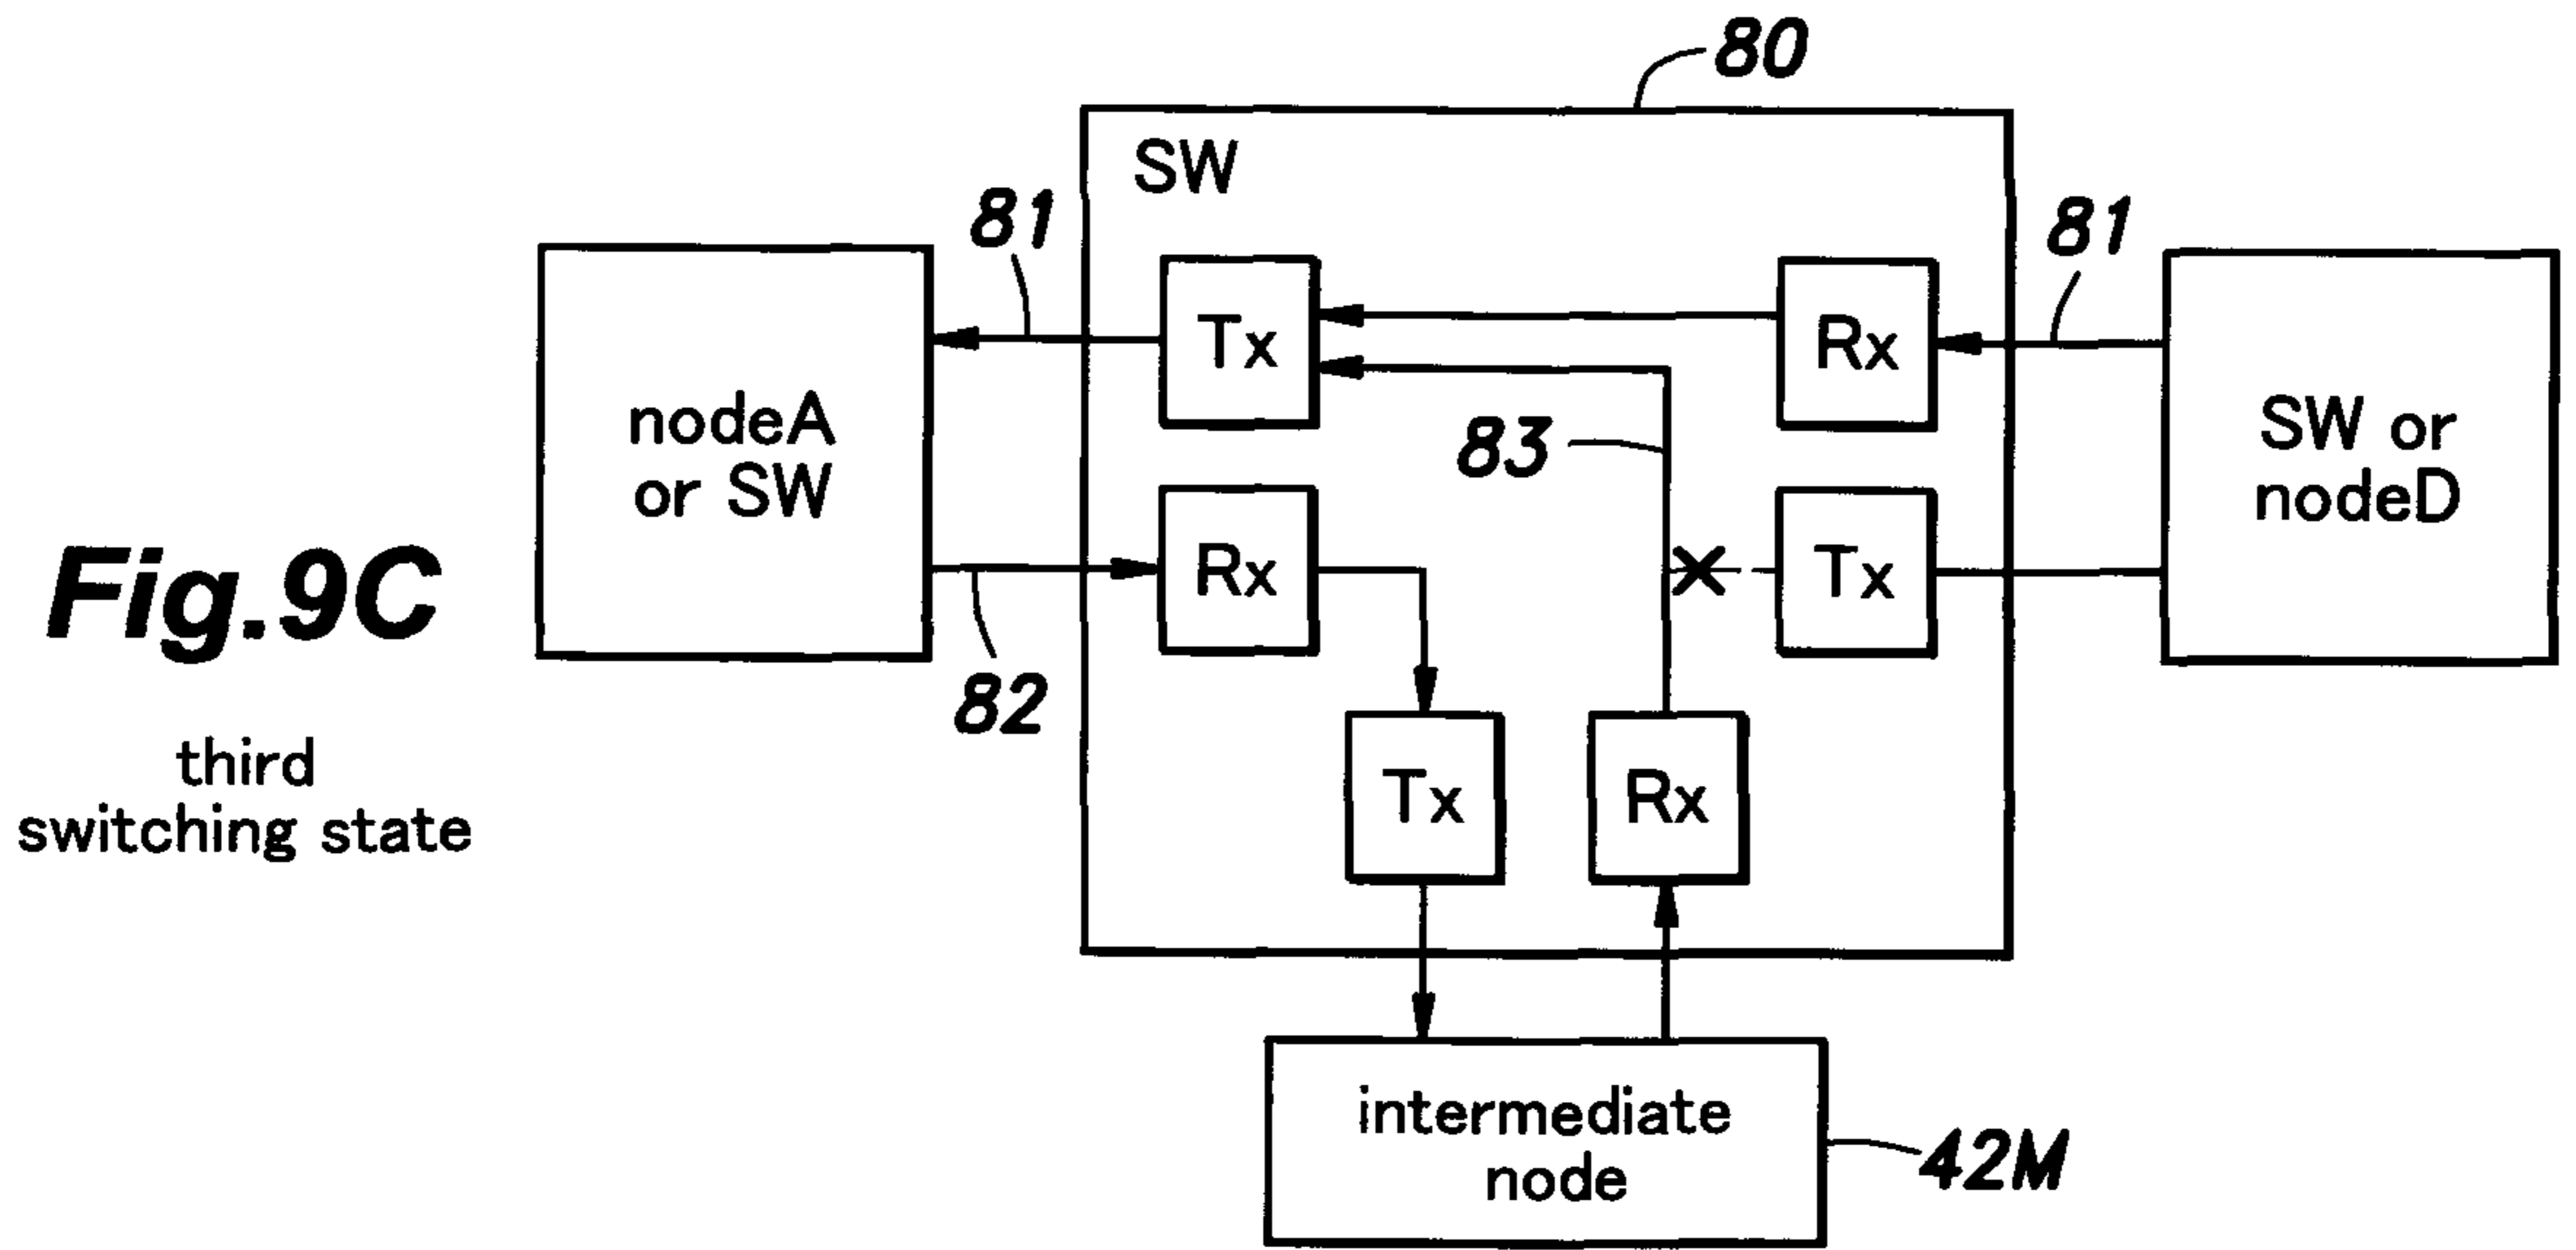 80
SW
81
81
Tx
Rx
nodeA
or SW
83
SW or
nodeD
Rx
Tx
Fig.9C
82
third
switching state
Tx
Rx
intermediate
node
42M